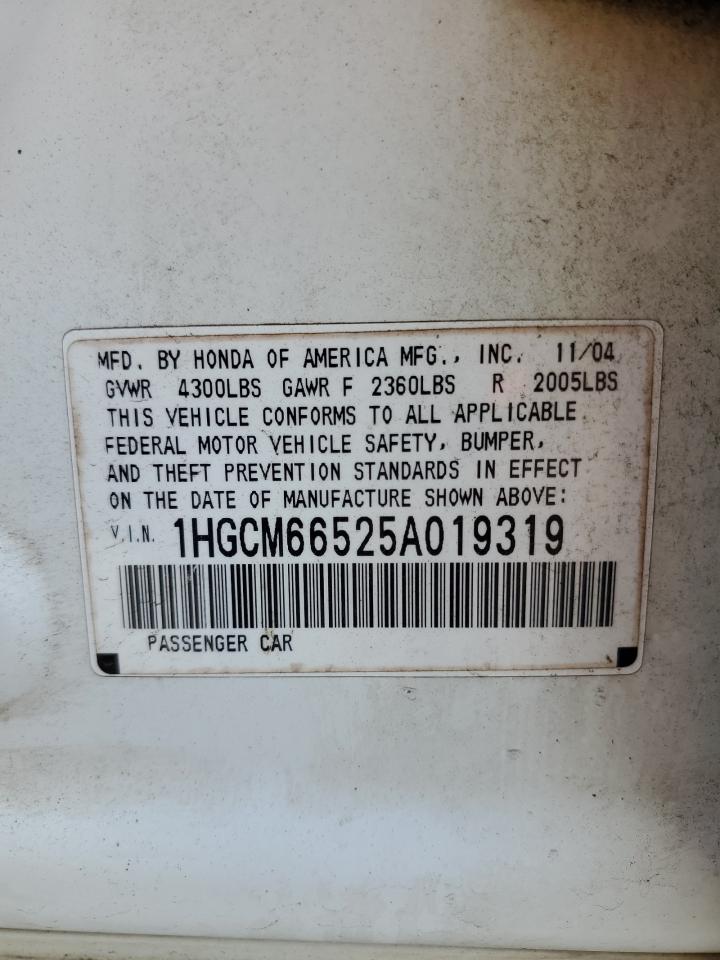 MFD. BY HONDA OF AMERICA MFG., INC. 11/04
GVWR 4300LBS GAWR F 2360LBS R 2005LBS
THIS VEHICLE CONFORMS TO ALL APPLICABLE
FEDERAL MOTOR VEHICLE SAFETY, BUMPER,
AND THEFT PREVENTION STANDARDS IN EFFECT
ON THE DATE OF MANUFACTURE SHOWN ABOVE:
V.I.N. 1HGCM66525A019319
PASSENGER CAR